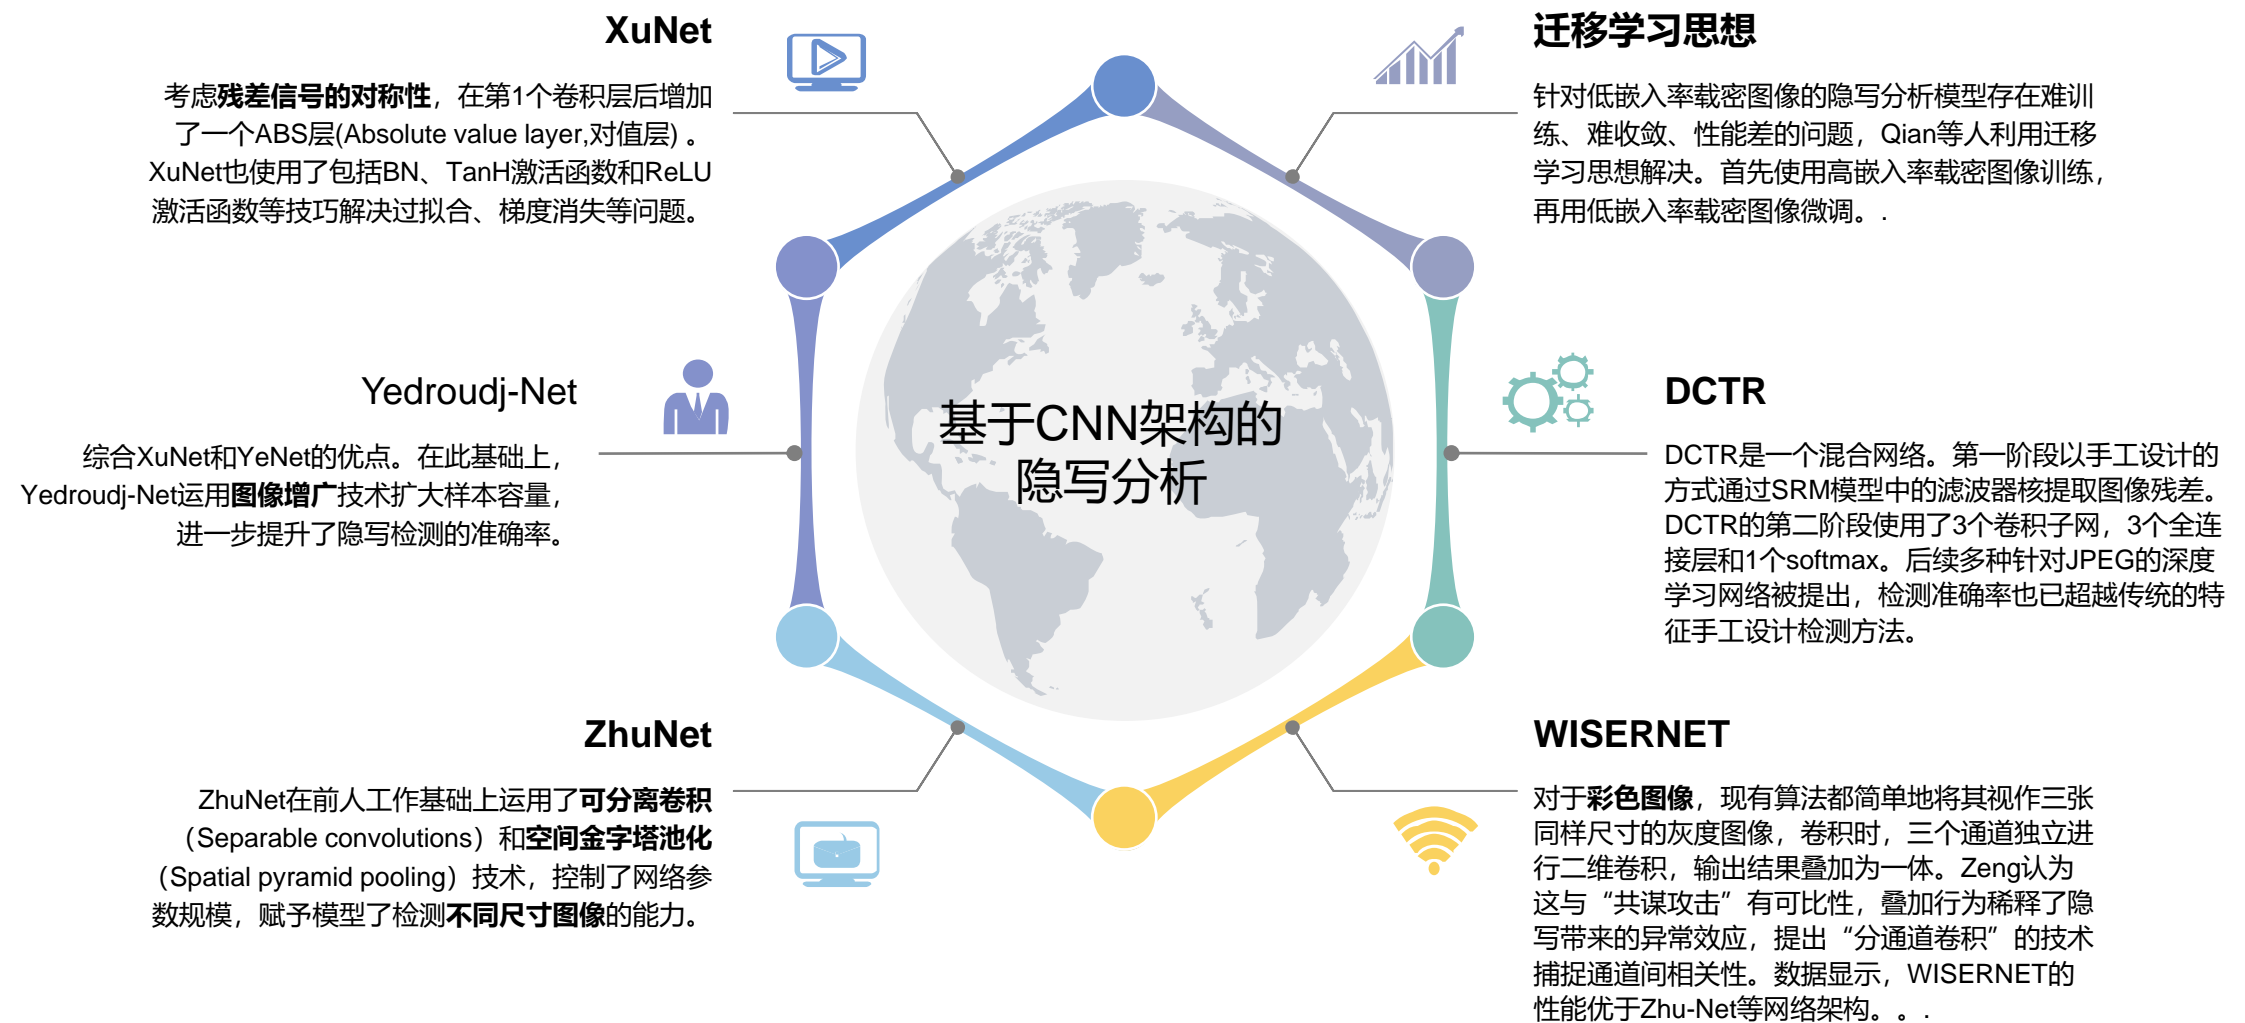 XuNet
考虑残差信号的对称性，在第1个卷积层后增加
了一个ABS层(Absolute value layer,对值层) 。
XuNet也使用了包括BN、TanH激活函数和ReLU
激活函数等技巧解决过拟合、梯度消失等问题。
Yedroudj-Net
综合XuNet和YeNet的优点。在此基础上，
Yedroudj-Net运用图像增广技术扩大样本容量，
进一步提升了隐写检测的准确率。
ZhuNet
ZhuNet在前人工作基础上运用了可分离卷积
（Separable convolutions）和空间金字塔池化
（Spatial pyramid pooling）技术，控制了网络参
数规模，赋予模型了检测不同尺寸图像的能力。
基于CNN架构的
隐写分析
迁移学习思想
针对低嵌入率载密图像的隐写分析模型存在难训
练、难收敛、性能差的问题，Qian等人利用迁移
学习思想解决。首先使用高嵌入率载密图像训练，
再用低嵌入率载密图像微调。.
DCTR
DCTR是一个混合网络。第一阶段以手工设计的
方式通过SRM模型中的滤波器核提取图像残差。
DCTR的第二阶段使用了3个卷积子网，3个全连
接层和1个softmax。后续多种针对JPEG的深度
学习网络被提出，检测准确率也已超越传统的特
征手工设计检测方法。
WISERNET
对于彩色图像，现有算法都简单地将其视作三张
同样尺寸的灰度图像，卷积时，三个通道独立进
行二维卷积，输出结果叠加为一体。Zeng认为
这与“共谋攻击”有可比性，叠加行为稀释了隐
写带来的异常效应，提出“分通道卷积”的技术
捕捉通道间相关性。数据显示，WISERNET的
性能优于Zhu-Net等网络架构。。.